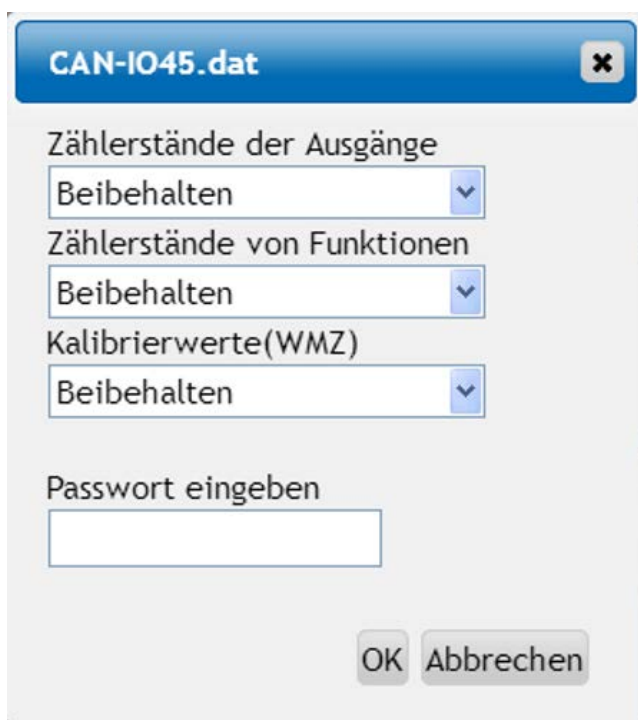 CAN-IO45.dat
Zählerstände der Ausgänge
Beibehalten
Zählerstände von Funktionen
Beibehalten
Kalibrierwerte(WMZ)
Beibehalten
Passwort eingeben
OK Abbrechen